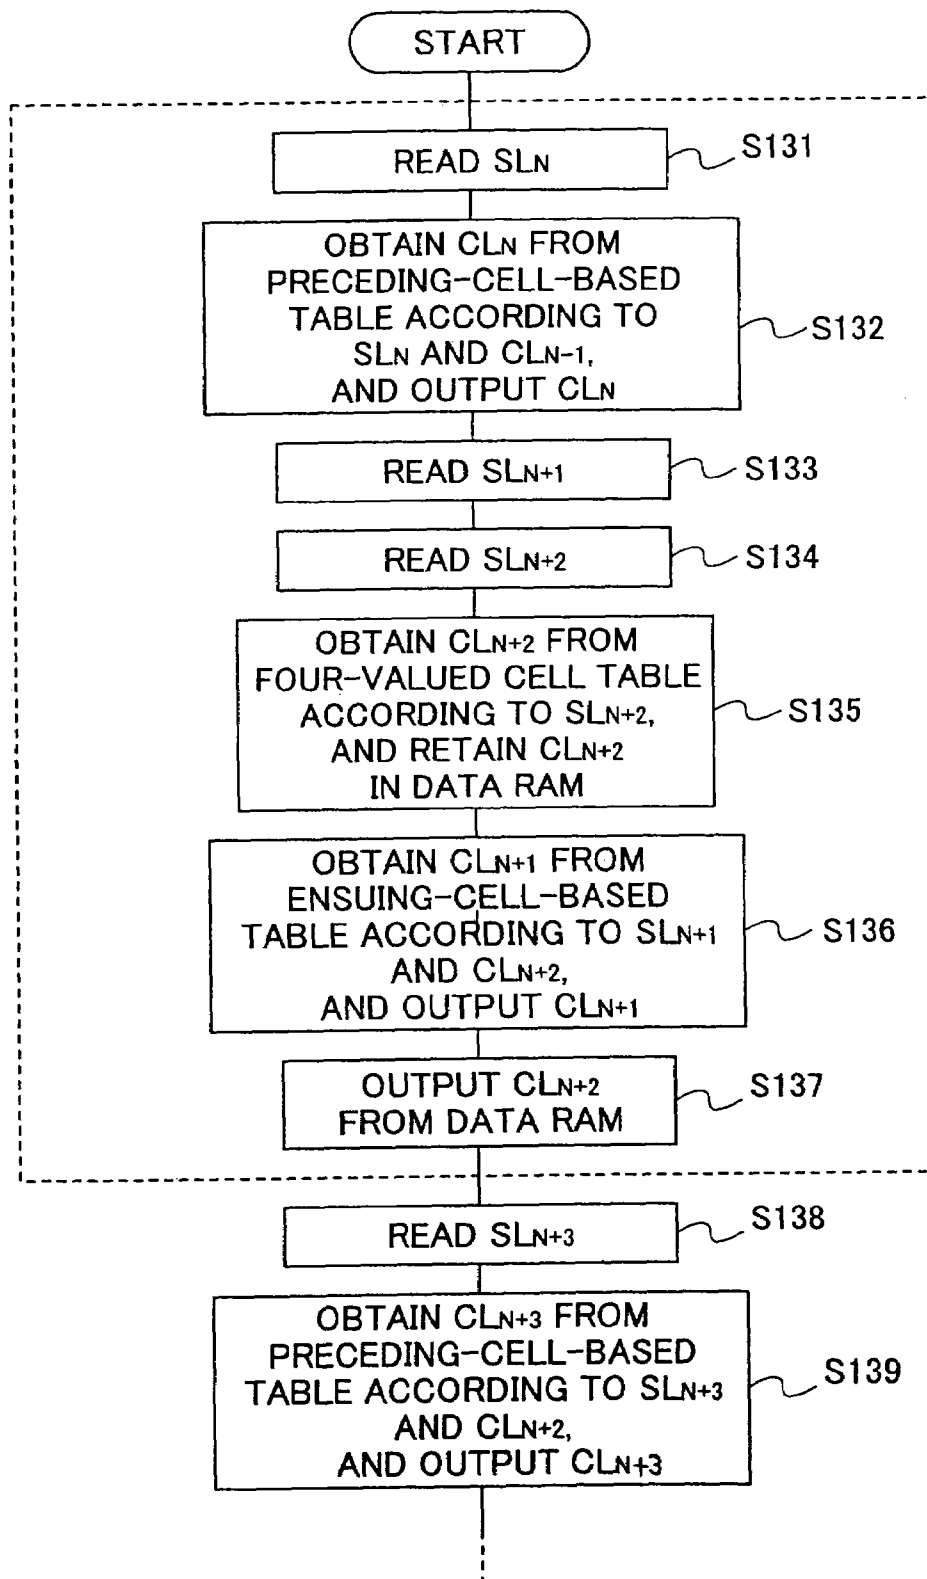 START
READ SLN
S131
OBTAIN CLN FROM
PRECEDING-CELL-BASED
TABLE ACCORDING TO
SLN AND CLN-1,
AND OUTPUT CLN
S132
READ SLN+1
S133
READ SLN+2
S134
OBTAIN CLN+2 FROM
FOUR-VALUED CELL TABLE
ACCORDING TO SLN+2,
AND RETAIN CLN+2
IN DATA RAM
S135
OBTAIN CLN+1 FROM
ENSUING-CELL-BASED
TABLE ACCORDING TO SLN+1
AND CLN+2,
AND OUTPUT CLN+1
S136
OUTPUT CLN+2
FROM DATA RAM
S137
READ SLN+3
S138
OBTAIN CLN+3 FROM
PRECEDING-CELL-BASED
TABLE ACCORDING TO SLN+3
AND CLN+2,
AND OUTPUT CLN+3
S139